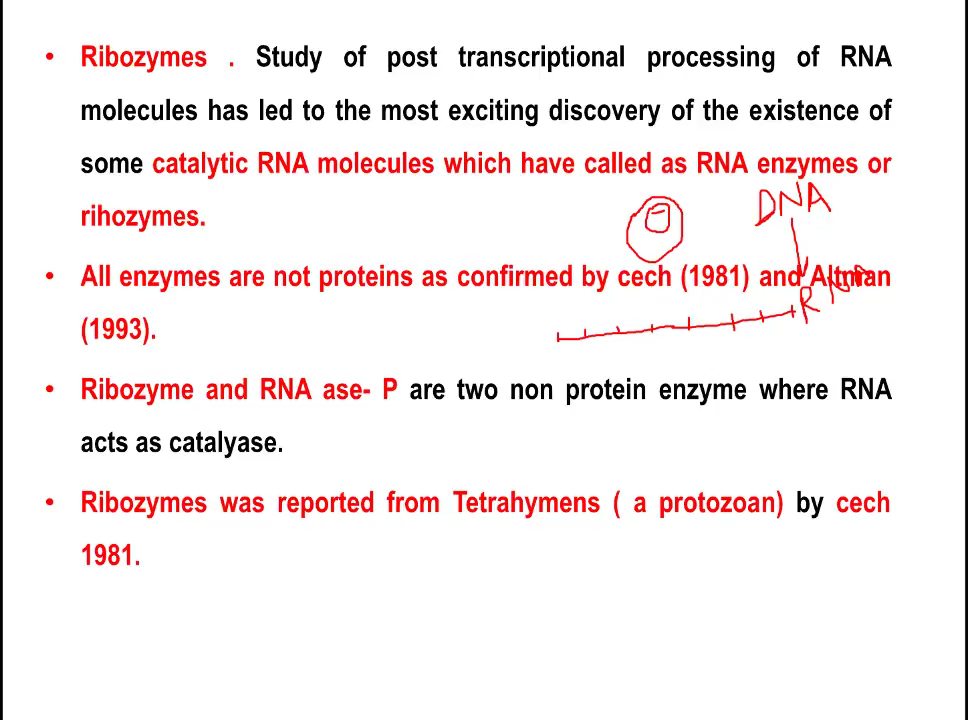 • Ribozymes . Study of post transcriptional processing of RNA
molecules has led to the most exciting discovery of the existence of
some catalytic RNA molecules which have called as RNA enzymes or
rihozymes.
DNA
• All enzymes are not proteins as confirmed by cech (1981) and Altman
RNA
(1993).
• Ribozyme and RNA ase- P are two non protein enzyme where RNA
acts as catalyase.
• Ribozymes was reported from Tetrahymens ( a protozoan) by cech
1981.